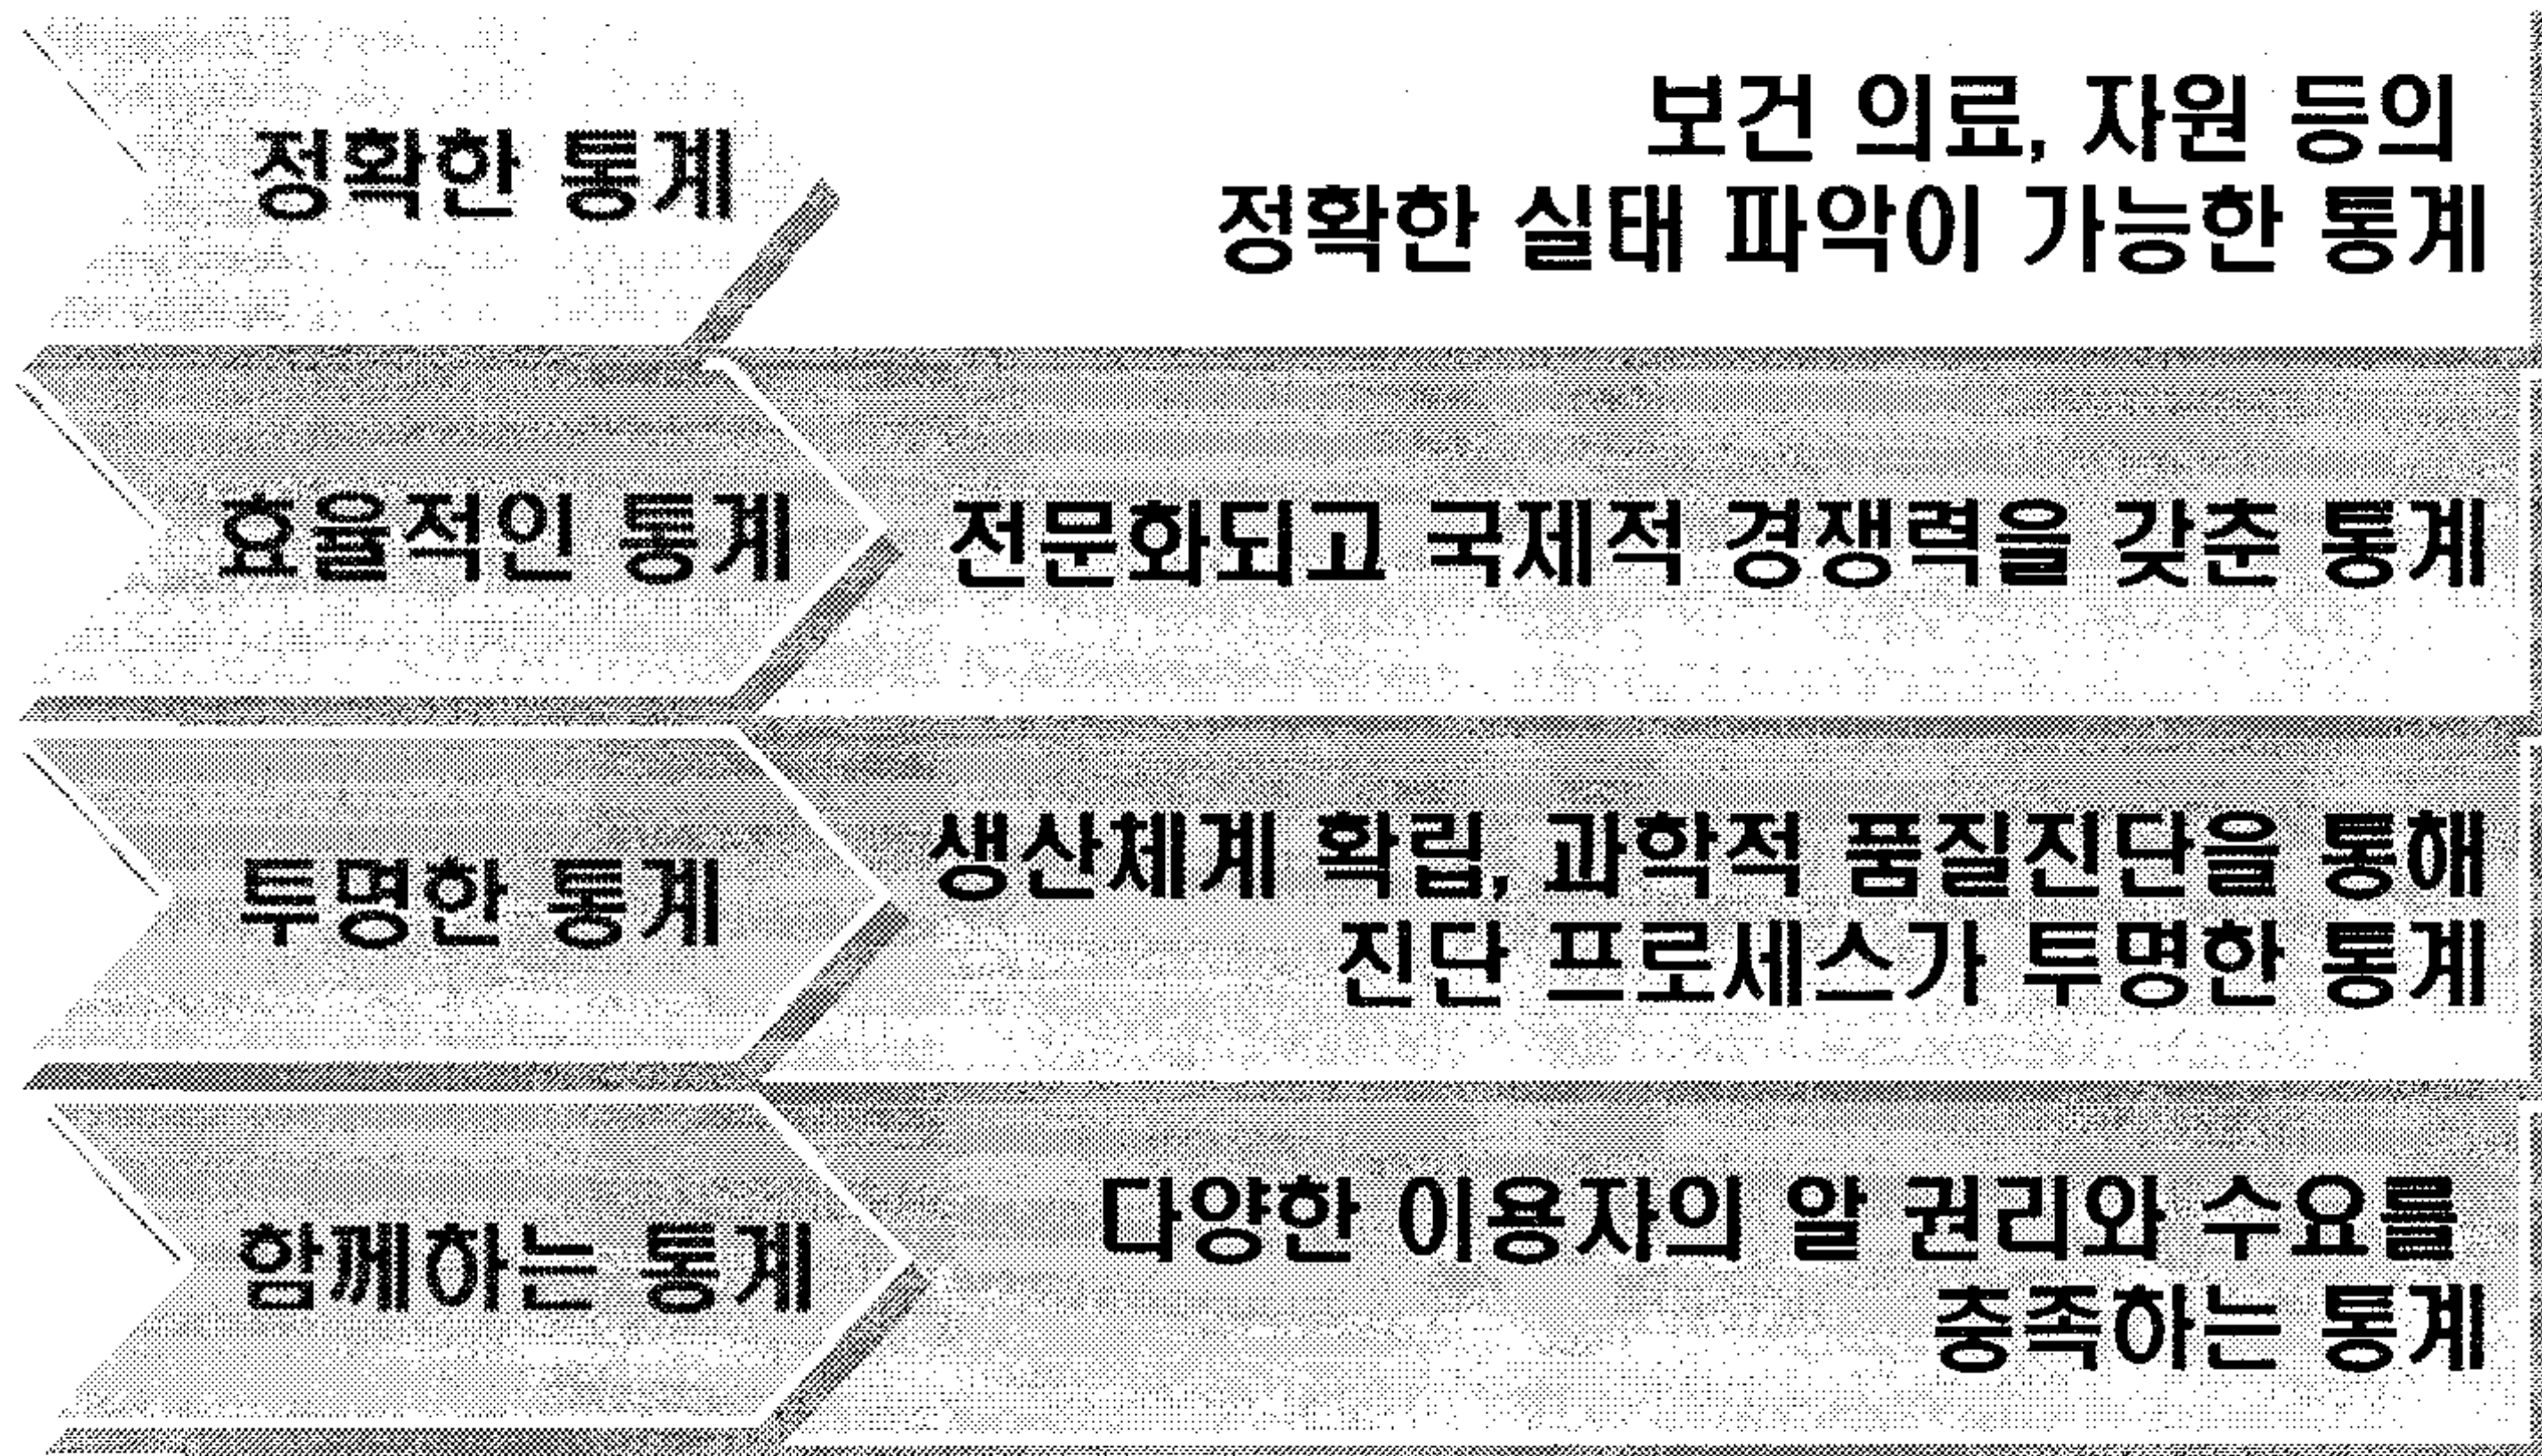 정확한 통계
보건 의료, 자원 등의
정확한 실태 파악이 가능한 통계
효율적인 통계
전문화되고 국제적 경쟁력을 갖춘 통계
투명한 통계
생산체계 확립, 과학적 품질진단을 통해
진단 프로세스가 투명한 통계
함께하는 통계
다양한 이용자의 알 권리와 수요를
충족하는 통계